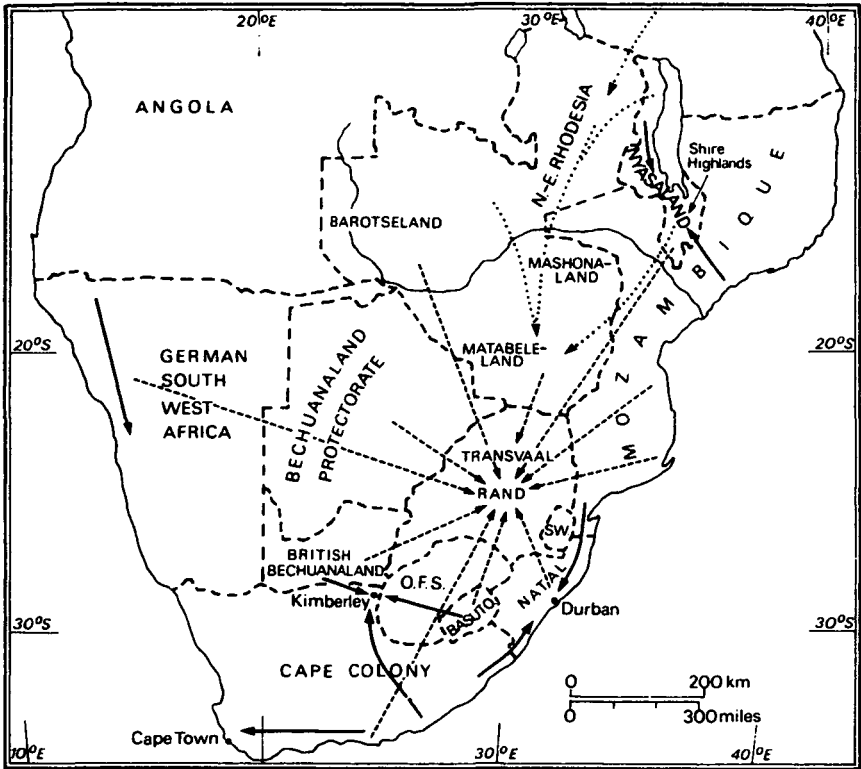 20°E
30°E
40°E
ANGOLA
N-E. RHODESIA
NYASALAND
Shire
Highlands
BAROTSELAND
MASHONA-
LAND
MOZAMBIQUE
20°S
20°S
GERMAN
SOUTH
WEST
AFRICA
BECHUANALAND
PROTECTORATE
MATABELE-
LAND
TRANSVAAL
RAND
SW.
BRITISH
BECHUANALAND
O.F.S.
Kimberley
BASUTO.
NATAL
Durban
30°S
30°S
CAPE COLONY
0 200 km
0 300 miles
Cape Town
10°E
30°E
40°E